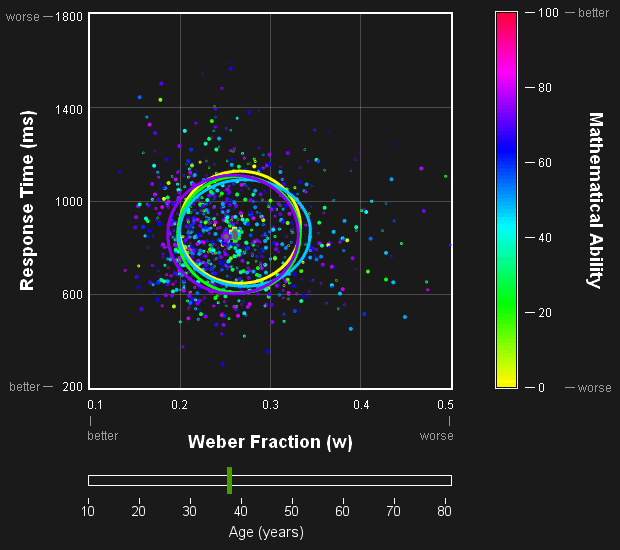 worse
1800
1400
1000
600
200
better
Response Time (ms)
0.1
0.2
0.3
0.4
0.5
better
worse
Weber Fraction (w)
10
20
30
40
50
60
70
80
Age (years)
100
better
80
60
40
20
0
worse
Mathematical Ability